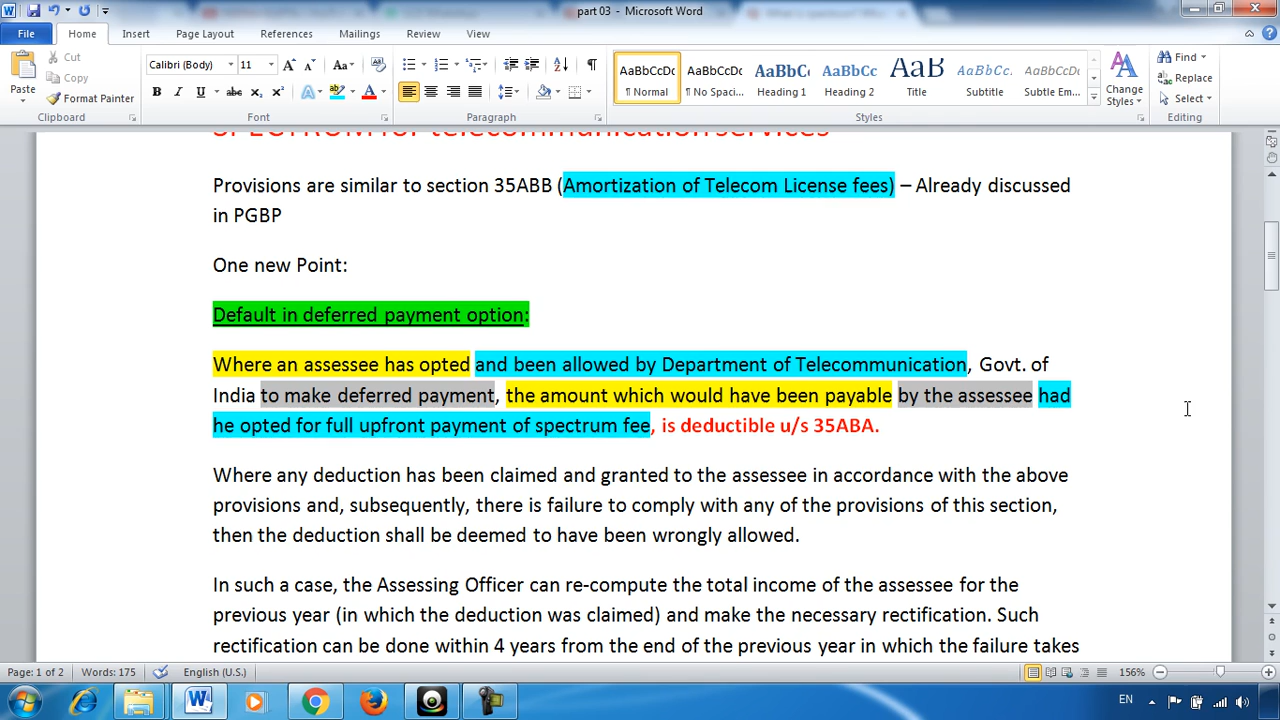 part 03 - Microsoft Word
File Home Insert Page Layout References Mailings Review View
Paste
Cut
Copy
Format Painter
Clipboard
Calibri (Body) 11
Font
Paragraph
AaBbCcDc AaBbCcDc AaBbCc AaBbCc AaB AaBbCc. AaBbCcDc
¶ Normal ¶ No Spaci... Heading 1 Heading 2 Title Subtitle Subtle Em...
Change
Styles
Styles
Find
Replace
Select
Editing
SPECTRUM for telecommunication services
Provisions are similar to section 35ABB (Amortization of Telecom License fees) – Already discussed
in PGBP
One new Point:
Default in deferred payment option:
Where an assessee has opted and been allowed by Department of Telecommunication, Govt. of
India to make deferred payment, the amount which would have been payable by the assessee had
he opted for full upfront payment of spectrum fee, is deductible u/s 35ABA.
Where any deduction has been claimed and granted to the assessee in accordance with the above
provisions and, subsequently, there is failure to comply with any of the provisions of this section,
then the deduction shall be deemed to have been wrongly allowed.
In such a case, the Assessing Officer can re-compute the total income of the assessee for the
previous year (in which the deduction was claimed) and make the necessary rectification. Such
rectification can be done within 4 years from the end of the previous year in which the failure takes
Page: 1 of 2 Words: 175 English (U.S.) 156%
EN